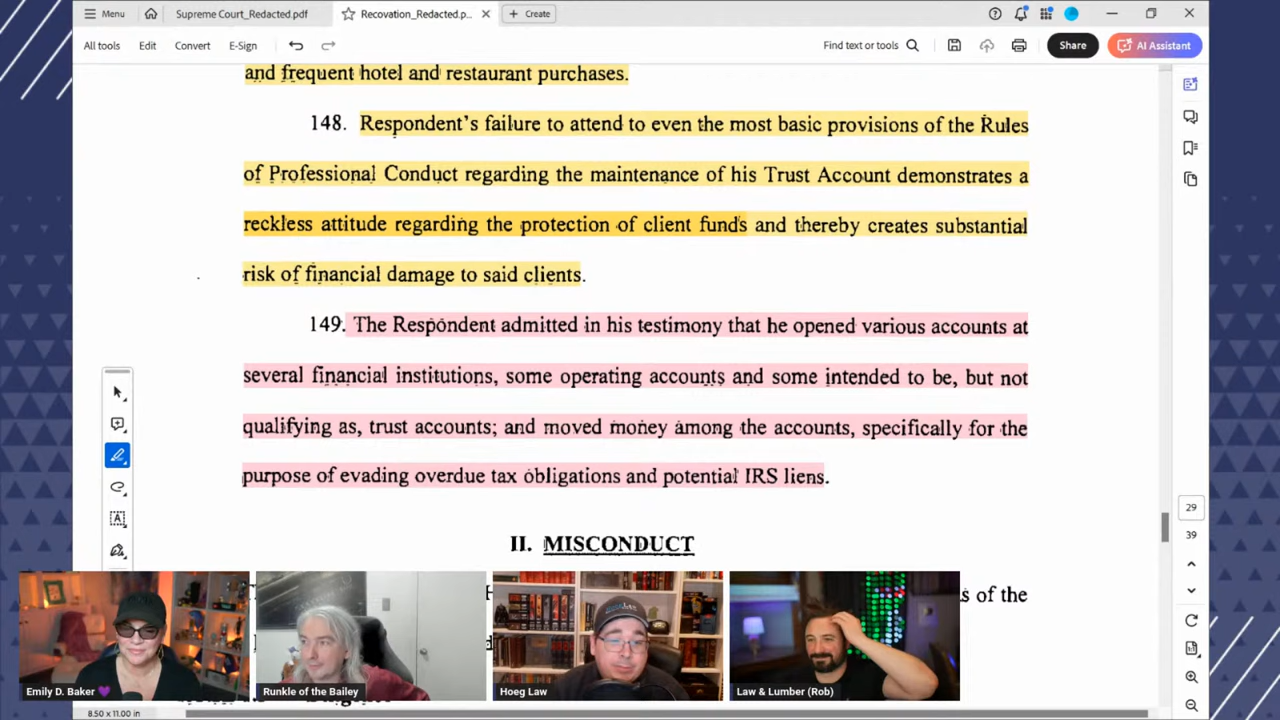 Menu
Supreme Court_Redacted.pdf
Recovation_Redacted.p...
Create
All tools
Edit
Convert
E-Sign
Find text or tools
Share
AI Assistant
and frequent hotel and restaurant purchases.
148. Respondent's failure to attend to even the most basic provisions of the Rules
of Professional Conduct regarding the maintenance of his Trust Account demonstrates a
reckless attitude regarding the protection of client funds and thereby creates substantial
risk of financial damage to said clients.
149. The Respondent admitted in his testimony that he opened various accounts at
several financial institutions, some operating accounts and some intended to be, but not
qualifying as, trust accounts; and moved money among the accounts, specifically for the
purpose of evading overdue tax obligations and potential IRS liens.
29
39
II. MISCONDUCT
s of the
Emily D. Baker 💜
Runkle of the Bailey
Hoeg Law
Law & Lumber (Rob)
8.50 x 11.00 in